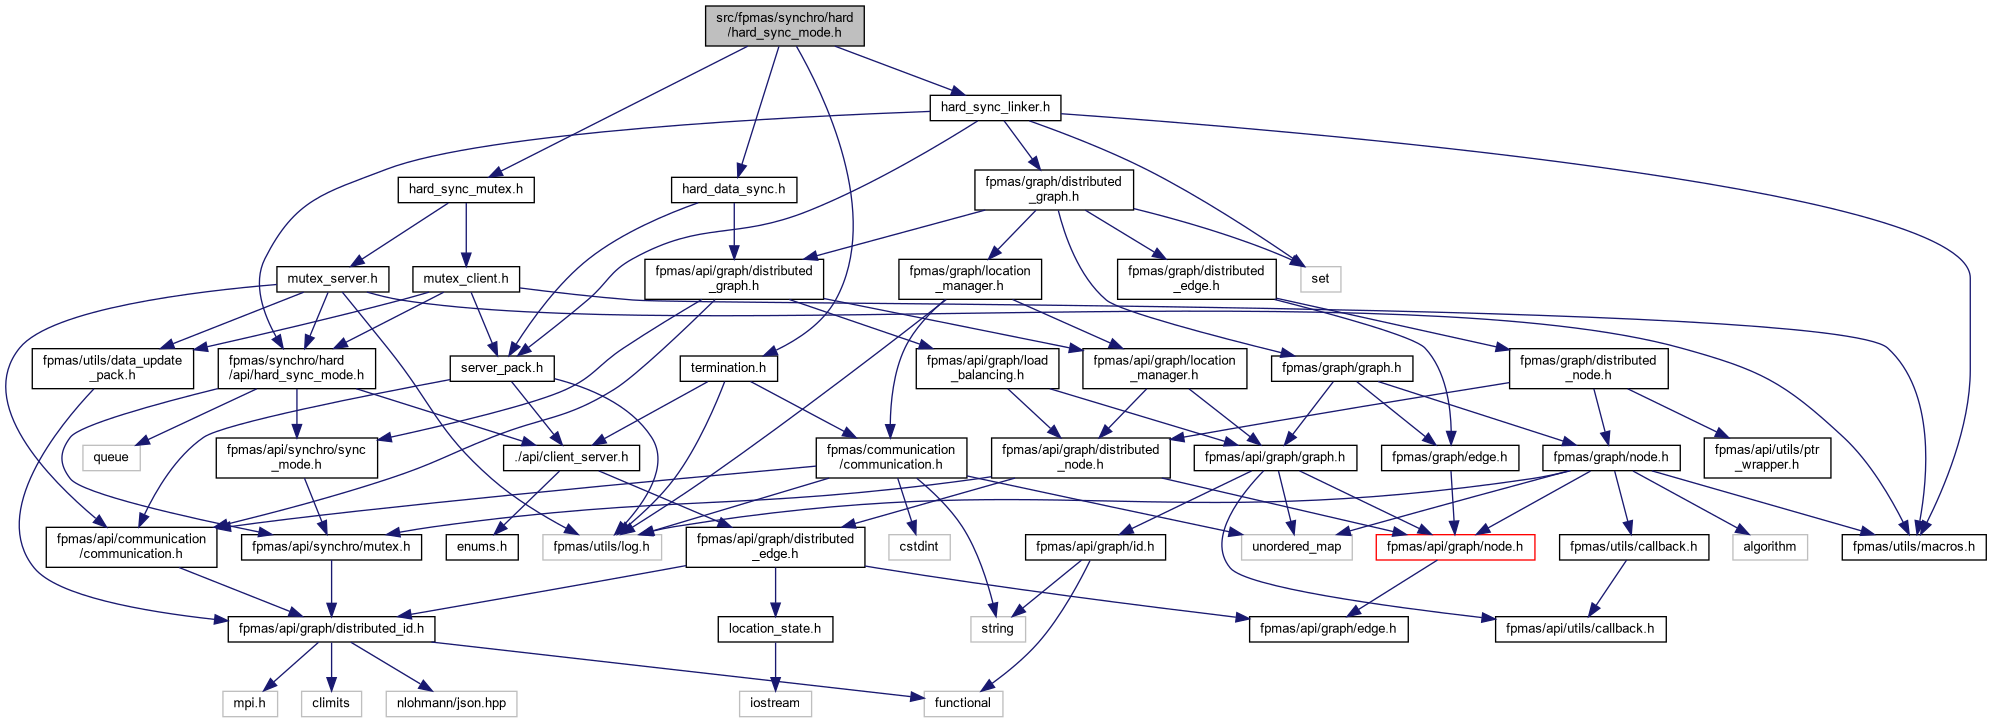 src/fpmas/synchro/hard
/hard_sync_mode.h
hard_sync_linker.h
hard_sync_mutex.h
hard_data_sync.h
fpmas/graph/distributed
_graph.h
mutex_server.h
mutex_client.h
fpmas/api/graph/distributed
_graph.h
fpmas/graph/location
_manager.h
fpmas/graph/distributed
_edge.h
set
fpmas/utils/data_update
_pack.h
fpmas/synchro/hard
/api/hard_sync_mode.h
server_pack.h
termination.h
fpmas/api/graph/load
_balancing.h
fpmas/api/graph/location
_manager.h
fpmas/graph/graph.h
fpmas/graph/distributed
_node.h
queue
fpmas/api/synchro/sync
_mode.h
./api/client_server.h
fpmas/communication
/communication.h
fpmas/api/graph/distributed
_node.h
fpmas/api/graph/graph.h
fpmas/graph/edge.h
fpmas/graph/node.h
fpmas/api/utils/ptr
_wrapper.h
fpmas/api/communication
/communication.h
fpmas/api/synchro/mutex.h
enums.h
fpmas/utils/log.h
fpmas/api/graph/distributed
_edge.h
cstdint
fpmas/api/graph/id.h
unordered_map
fpmas/api/graph/node.h
fpmas/utils/callback.h
algorithm
fpmas/utils/macros.h
fpmas/api/graph/distributed_id.h
location_state.h
string
fpmas/api/graph/edge.h
fpmas/api/utils/callback.h
mpi.h
climits
nlohmann/json.hpp
iostream
functional